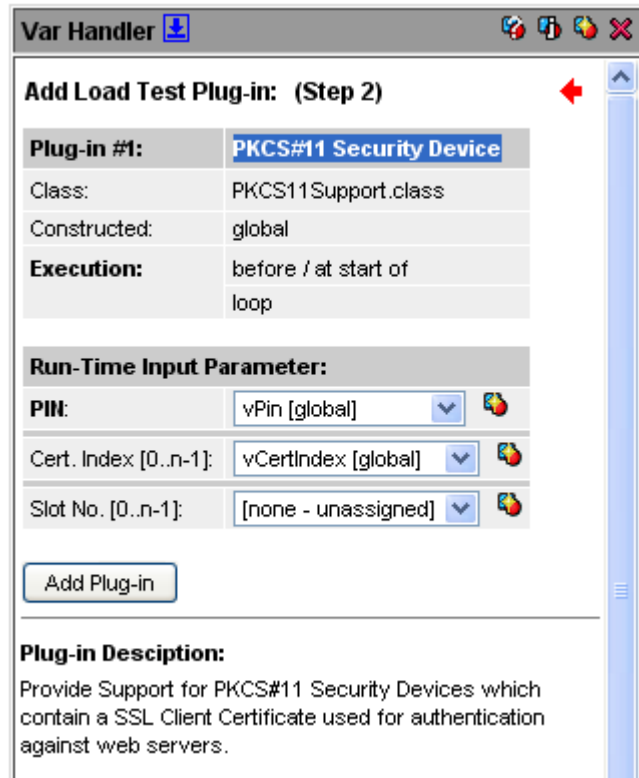 Var Handler
Add Load Test Plug-in: (Step 2)
Plug-in #1: PKCS#11 Security Device
Class: PKCS11Support.class
Constructed: global
Execution: before / at start of
loop
Run-Time Input Parameter:
PIN: vPin [global]
Cert. Index [0..n-1]: vCertIndex [global]
Slot No. [0..n-1]: [none - unassigned]
Add Plug-in
Plug-in Desciption:
Provide Support for PKCS#11 Security Devices which
contain a SSL Client Certificate used for authentication
against web servers.